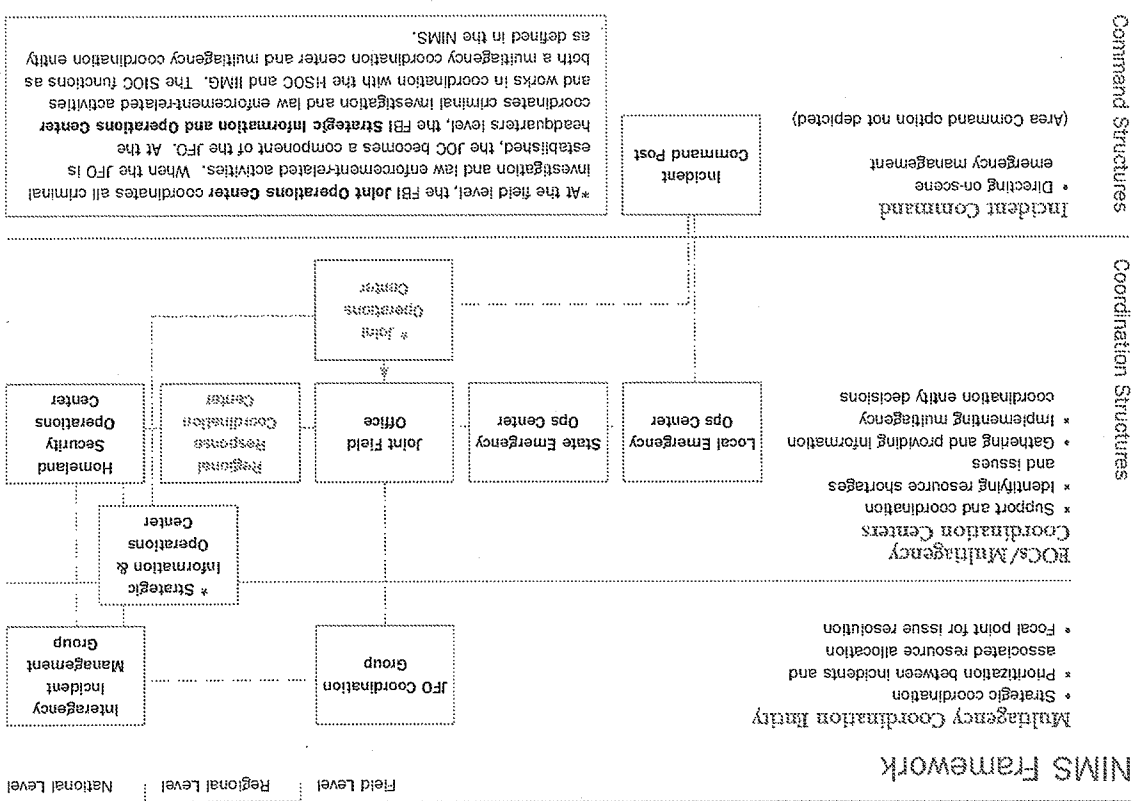 NIMS Framework
Field Level
Regional Level
National Level
Multiagency Coordination Entity
* Strategic coordination
* Prioritization between incidents and
associated resource allocation
* Focal point for issue resolution
JFO Coordination
Group
Interagency
Incident
Management
Group
* Strategic
Information &
Operations
Center
Coordination Structures
EOCs/Multiagency
Coordination Centers
* Support and coordination
* Identifying resource shortages
and issues
* Gathering and providing information
* Implementing multiagency
coordination entity decisions
Local Emergency
Ops Center
State Emergency
Ops Center
Joint Field
Office
Regional
Response
Coordination
Center
Homeland
Security
Operations
Center
* Joint
Operations
Center
Command Structures
Incident Command
* Directing on-scene
emergency management
(Area Command option not depicted)
Incident
Command Post
*At the field level, the FBI Joint Operations Center coordinates all criminal
investigation and law enforcement-related activities. When the JFO is
established, the JOC becomes a component of the JFO. At the
headquarters level, the FBI Strategic Information and Operations Center
coordinates criminal investigation and law enforcement-related activities
and works in coordination with the HSOC and IIMG. The SIOC functions as
both a multiagency coordination center and multiagency coordination entity
as defined in the NIMS.